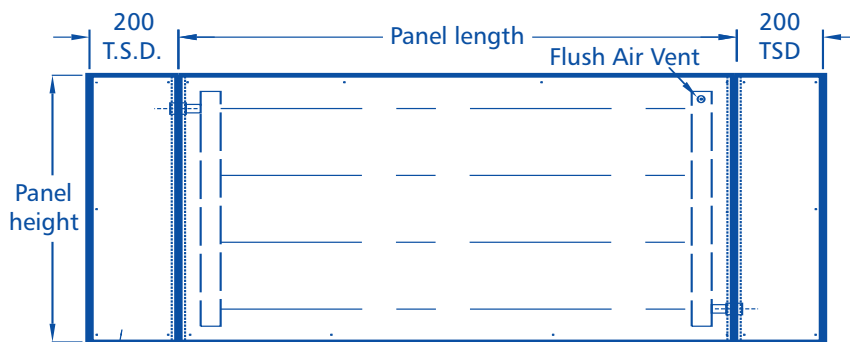 200
T.S.D.
Panel length
200
TSD
Flush Air Vent
Panel
height